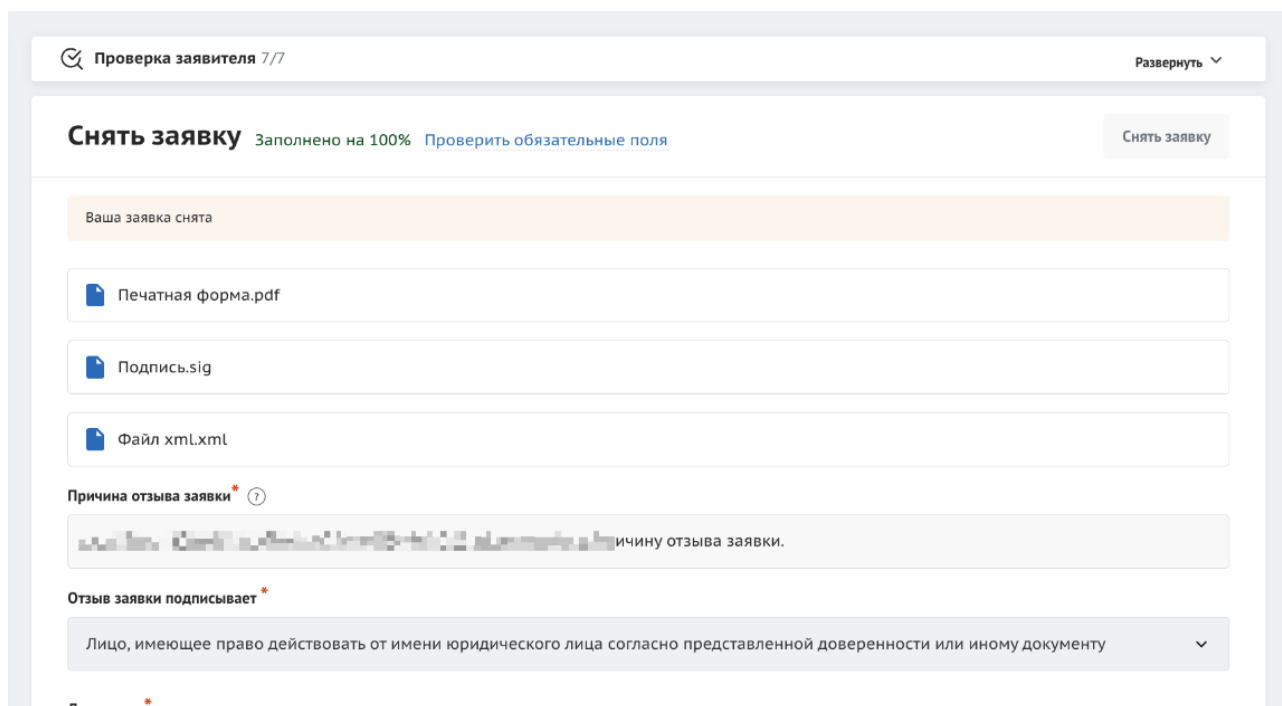 Проверка заявителя 7/7
Развернуть
Снять заявку Заполнено на 100% Проверить обязательные поля
Снять заявку
Ваша заявка снята
Печатная форма.pdf
Подпись.sig
Файл xml.xml
Причина отзыва заявки* ?
ичину отзыва заявки.
Отзыв заявки подписывает *
Лицо, имеющее право действовать от имени юридического лица согласно представленной доверенности или иному документу
*